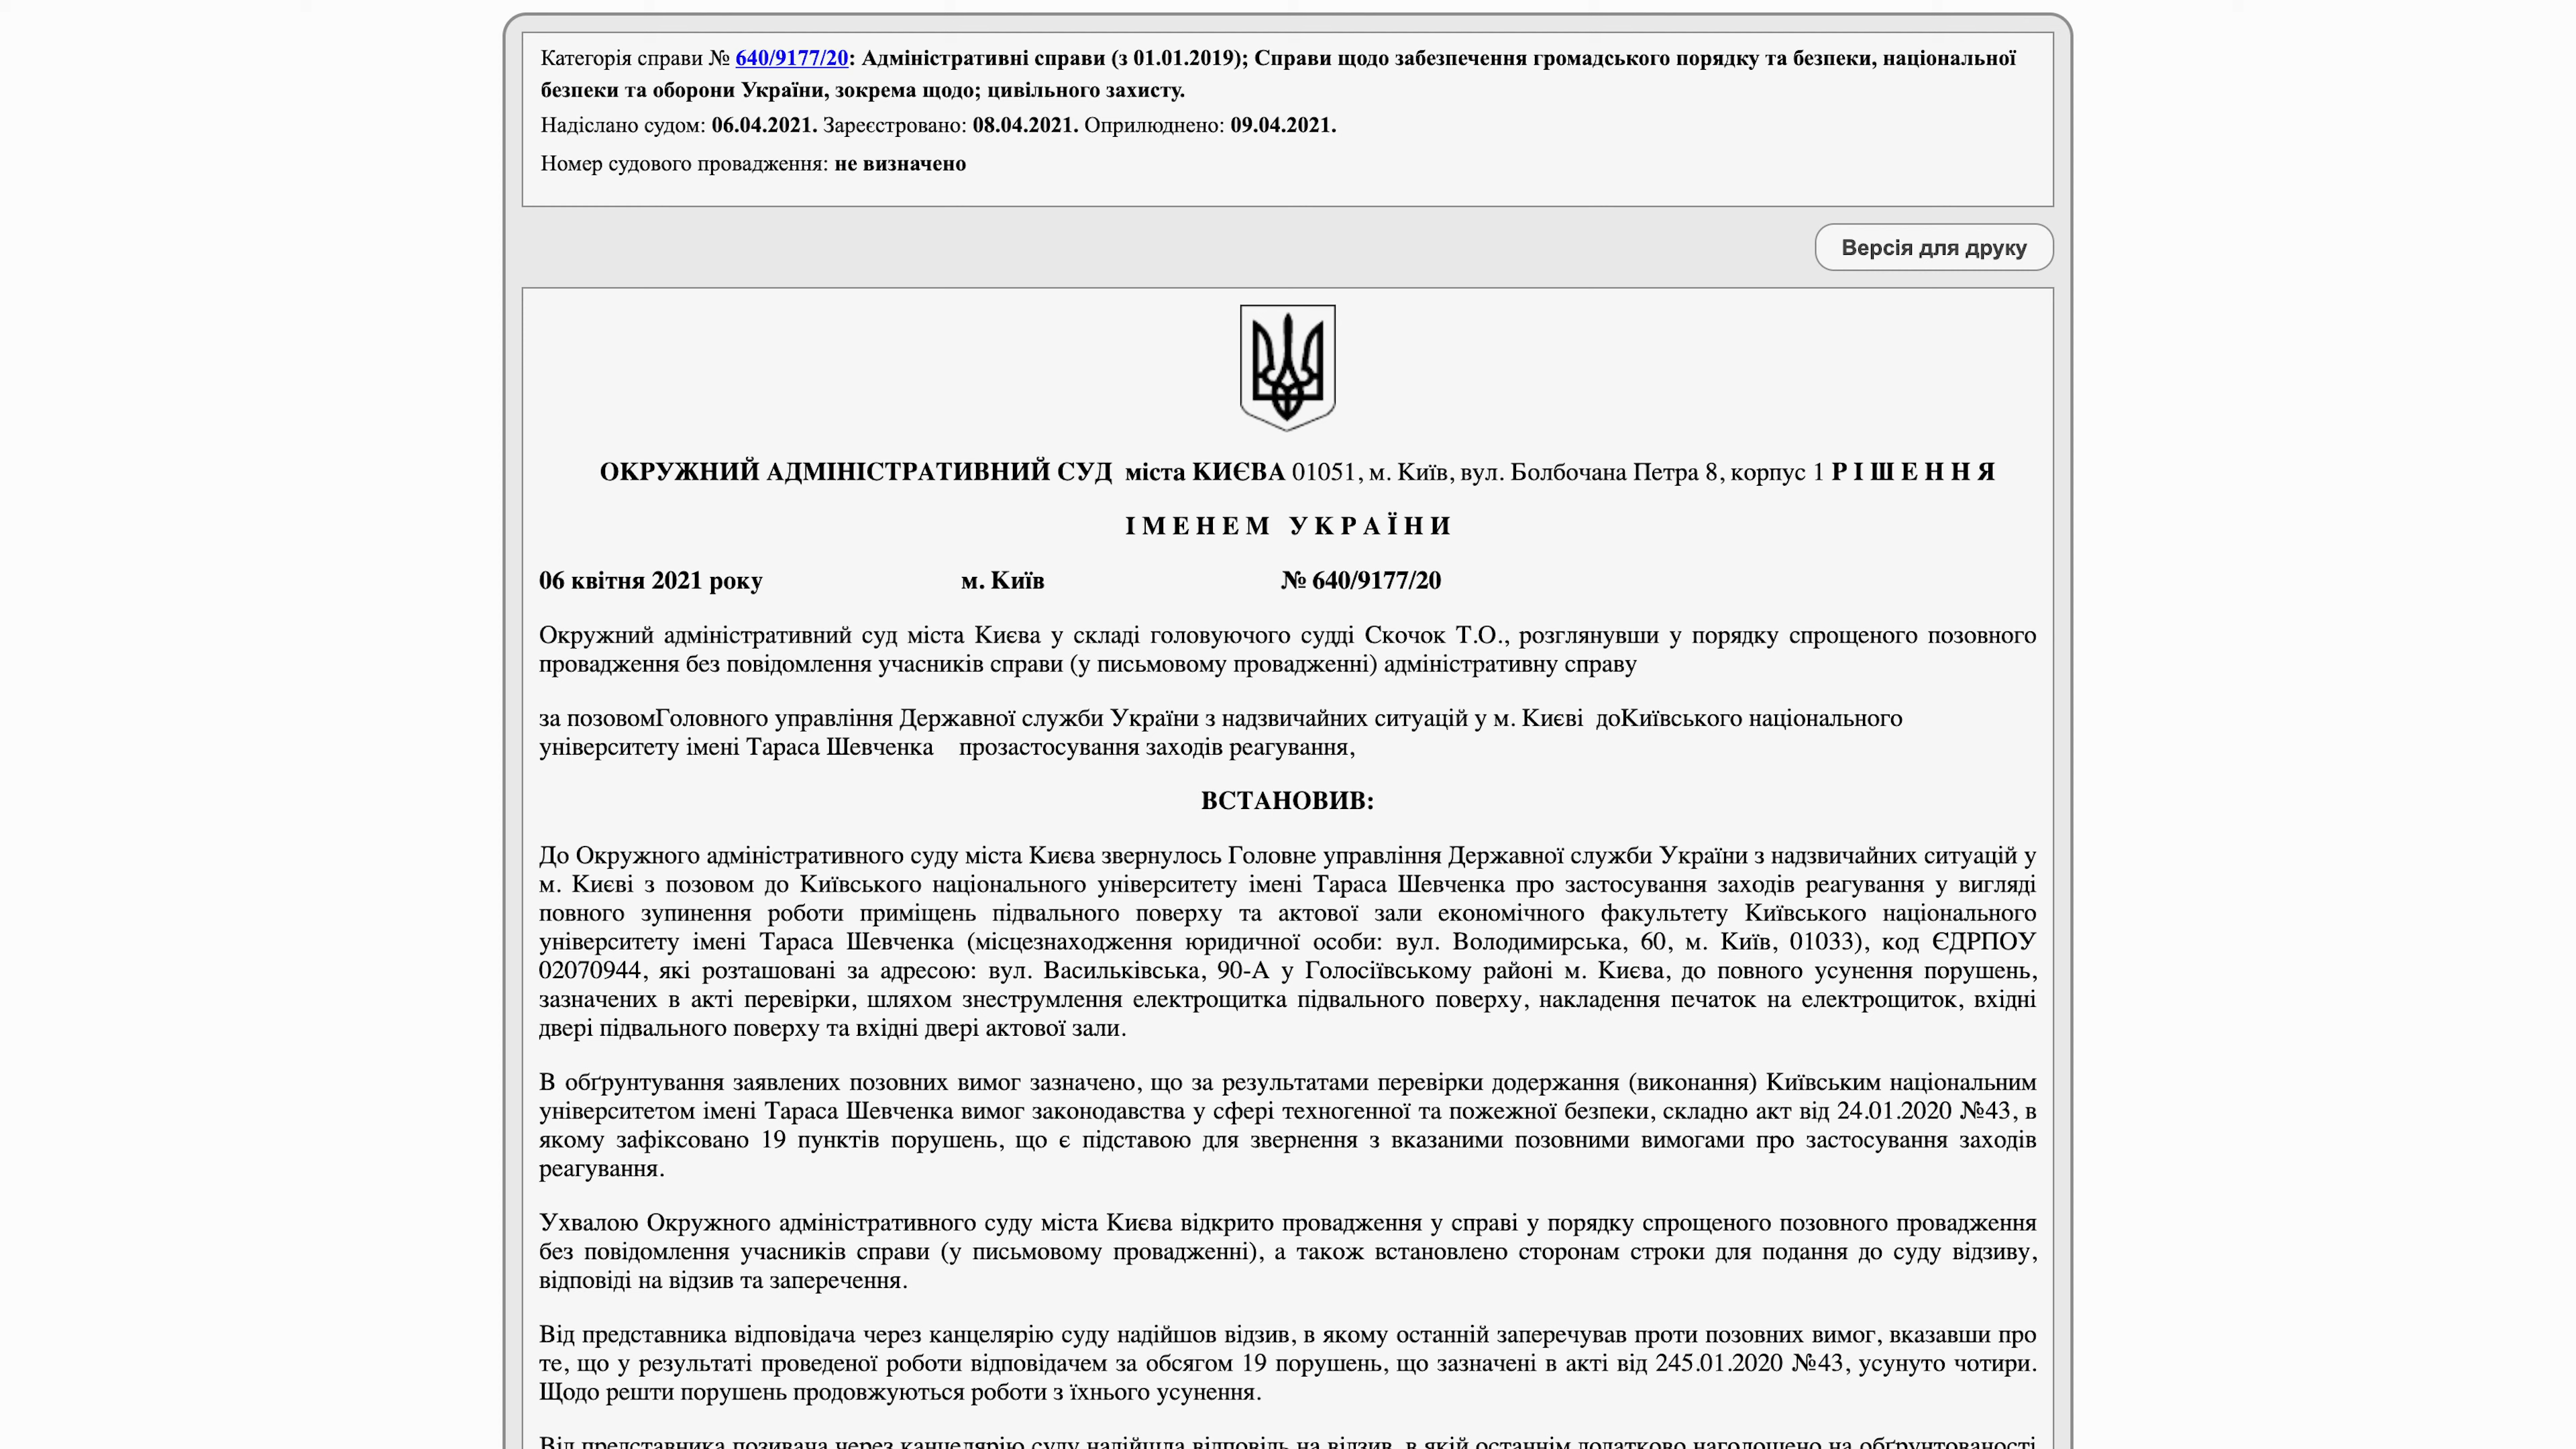 Категорія справи № 640/9177/20: Адміністративні справи (з 01.01.2019); Справи щодо забезпечення громадського порядку та безпеки, національної
безпеки та оборони України, зокрема щодо; цивільного захисту.
Надіслано судом: 06.04.2021. Зареєстровано: 08.04.2021. Оприлюднено: 09.04.2021.
Номер судового провадження: не визначено
Версія для друку
ОКРУЖНИЙ АДМІНІСТРАТИВНИЙ СУД міста КИЄВА 01051, м. Київ, вул. Болбочана Петра 8, корпус 1 Р І Ш Е Н Н Я
І М Е Н Е М У К Р А Ї Н И
06 квітня 2021 року м. Київ № 640/9177/20
Окружний адміністративний суд міста Києва у складі головуючого судді Скочок Т.О., розглянувши у порядку спрощеного позовного
провадження без повідомлення учасників справи (у письмовому провадженні) адміністративну справу
за позовомГоловного управління Державної служби України з надзвичайних ситуацій у м. Києві доКиївського національного
університету імені Тараса Шевченка прозастосування заходів реагування,
ВСТАНОВИВ:
До Окружного адміністративного суду міста Києва звернулось Головне управління Державної служби України з надзвичайних ситуацій у
м. Києві з позовом до Київського національного університету імені Тараса Шевченка про застосування заходів реагування у вигляді
повного зупинення роботи приміщень підвального поверху та актової зали економічного факультету Київського національного
університету імені Тараса Шевченка (місцезнаходження юридичної особи: вул. Володимирська, 60, м. Київ, 01033), код ЄДРПОУ
02070944, які розташовані за адресою: вул. Васильківська, 90-А у Голосіївському районі м. Києва, до повного усунення порушень,
зазначених в акті перевірки, шляхом знеструмлення електрощитка підвального поверху, накладення печаток на електрощиток, вхідні
двері підвального поверху та вхідні двері актової зали.
В обґрунтування заявлених позовних вимог зазначено, що за результатами перевірки додержання (виконання) Київським національним
університетом імені Тараса Шевченка вимог законодавства у сфері техногенної та пожежної безпеки, складно акт від 24.01.2020 №43, в
якому зафіксовано 19 пунктів порушень, що є підставою для звернення з вказаними позовними вимогами про застосування заходів
реагування.
Ухвалою Окружного адміністративного суду міста Києва відкрито провадження у справі у порядку спрощеного позовного провадження
без повідомлення учасників справи (у письмовому провадженні), а також встановлено сторонам строки для подання до суду відзиву,
відповіді на відзив та заперечення.
Від представника відповідача через канцелярію суду надійшов відзив, в якому останній заперечував проти позовних вимог, вказавши про
те, що у результаті проведеної роботи відповідачем за обсягом 19 порушень, що зазначені в акті від 245.01.2020 №43, усунуто чотири.
Щодо решти порушень продовжуються роботи з їхнього усунення.
Від представника позивача через канцелярію суду надійшла відповідь на відзив, в якій останнім додатково наголошено на обґрунтованості